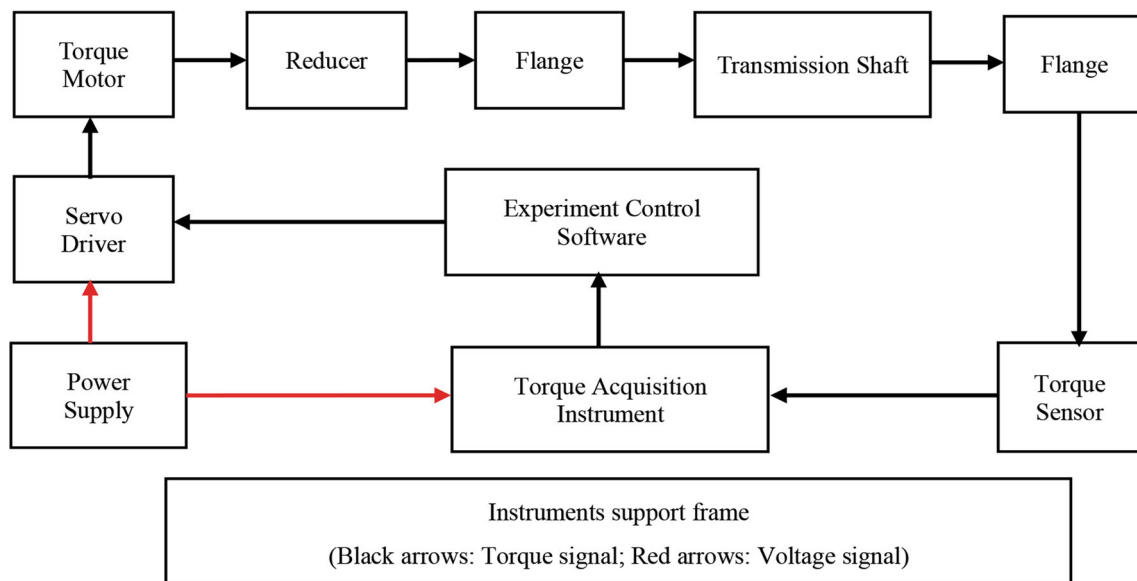 Torque
Motor
Reducer
Flange
Transmission Shaft
Flange
Servo
Driver
Experiment Control
Software
Power
Supply
Torque Acquisition
Instrument
Torque
Sensor
Instruments support frame
(Black arrows: Torque signal; Red arrows: Voltage signal)